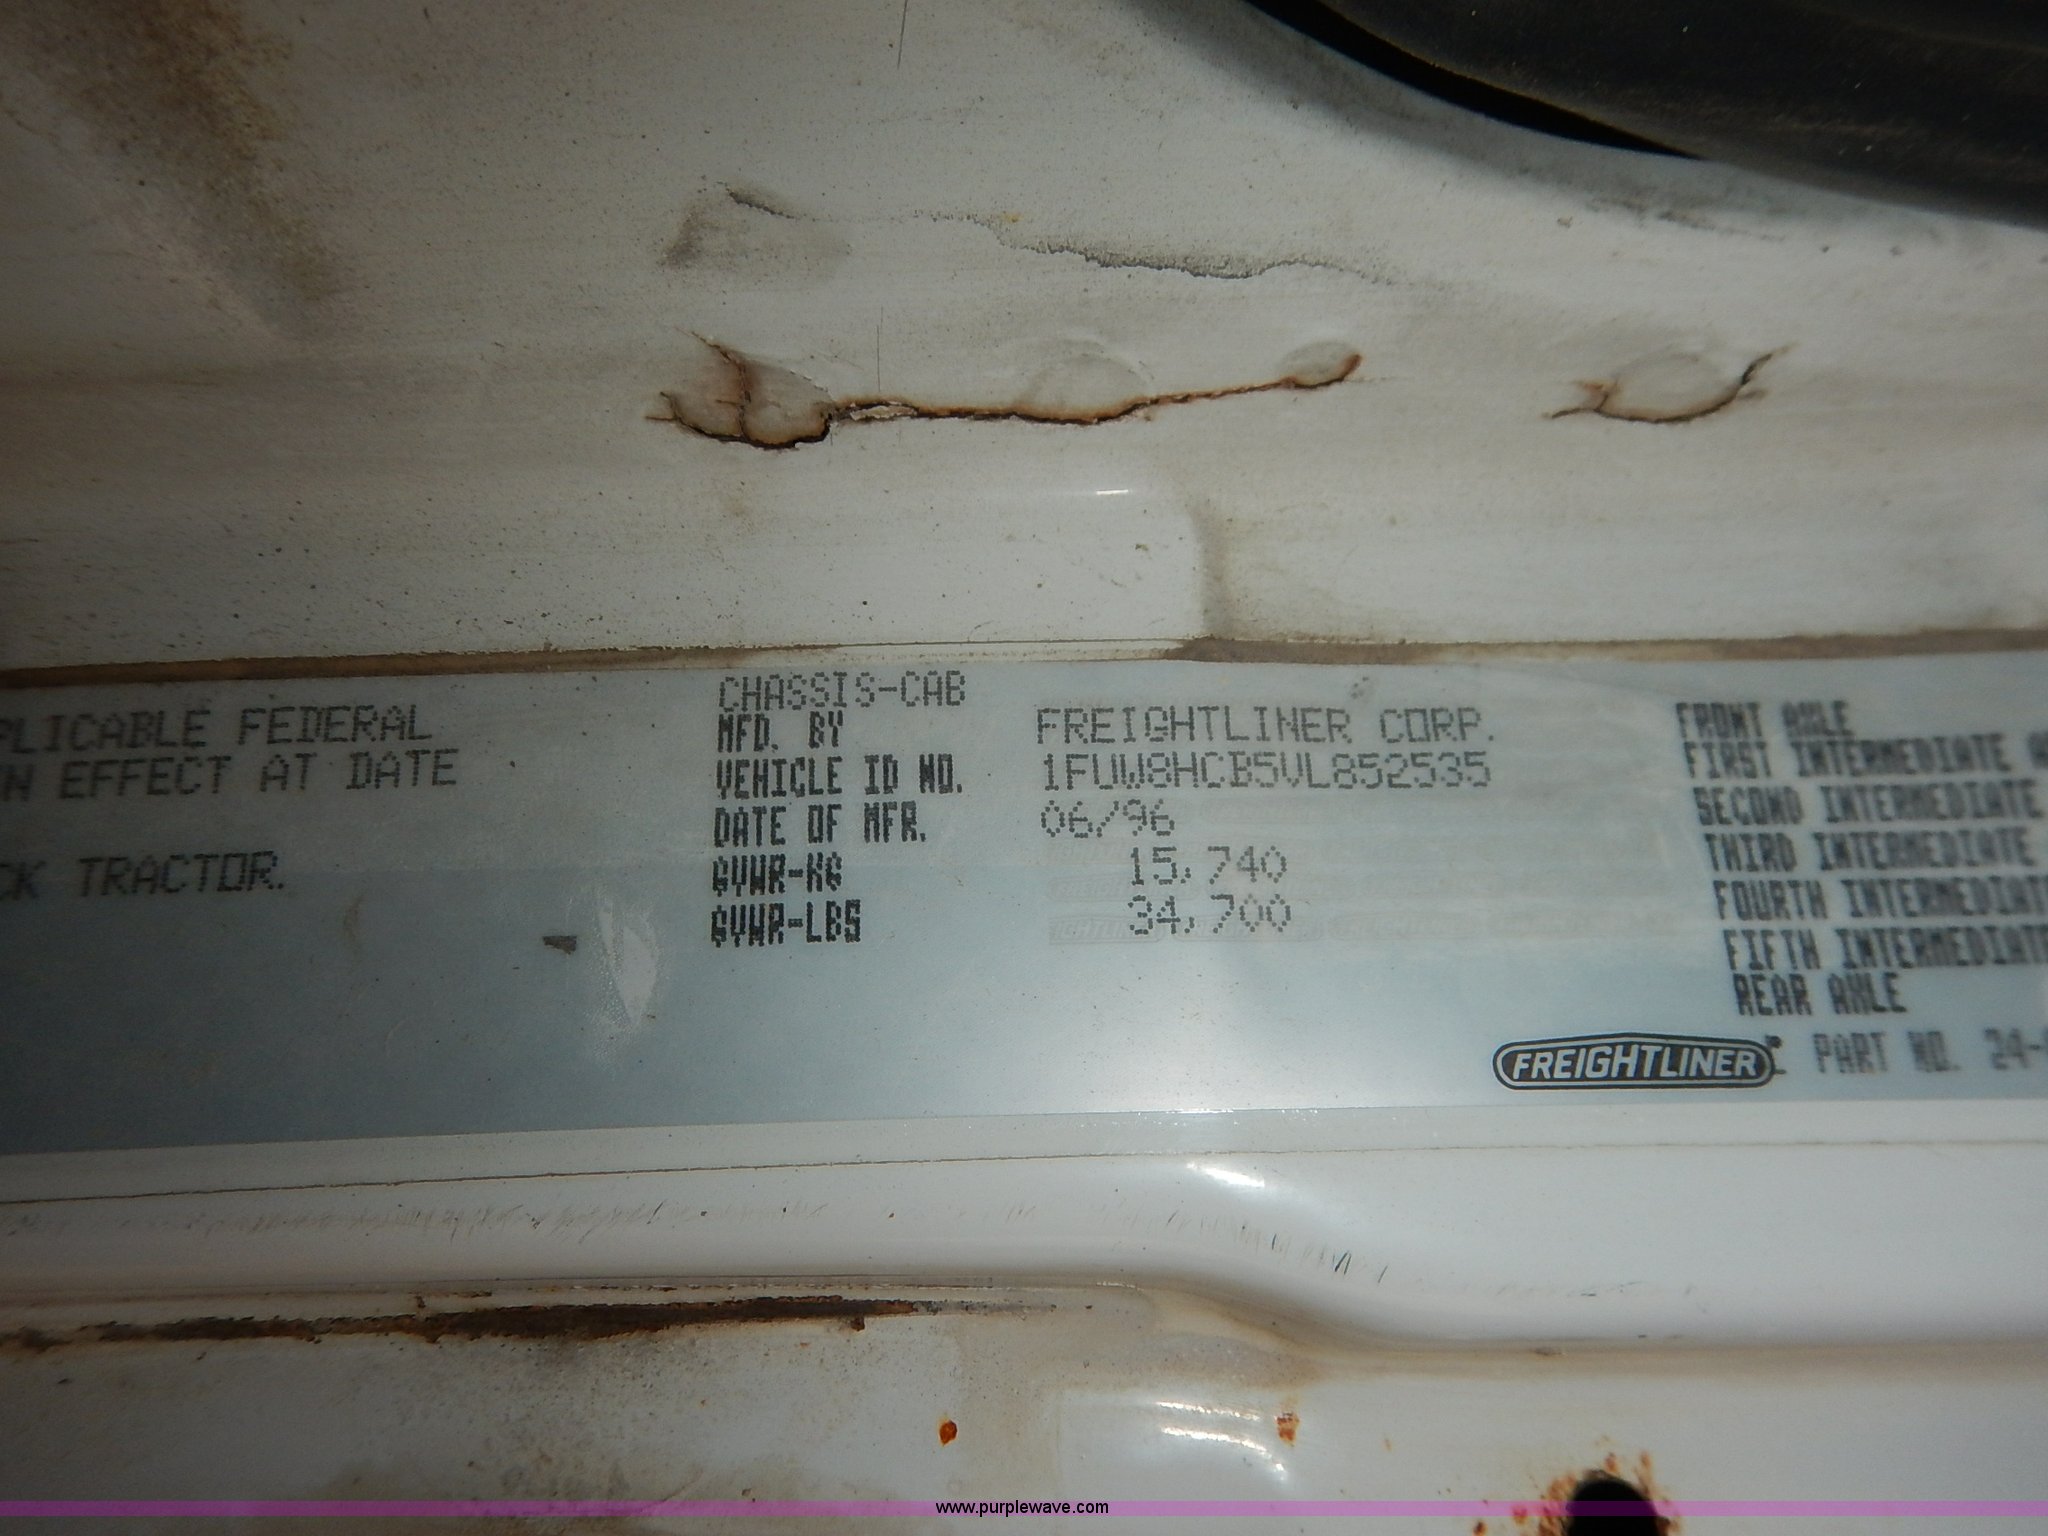 PLICABLE FEDERAL
N EFFECT AT DATE
CK TRACTOR.
CHASSIS-CAB
MFD. BY FREIGHTLINER CORP.
VEHICLE ID NO. 1FUW8HCB5VL852535
DATE OF MFR. 06/96
GVWR-KG 15,740
GVWR-LBS 34,700
FRONT AXLE
FIRST INTERMEDIATE A
SECOND INTERMEDIATE
THIRD INTERMEDIATE
FOURTH INTERMEDIATE
FIFTH INTERMEDIATE
REAR AXLE
FREIGHTLINER PART NO. 24-
www.purplewave.com